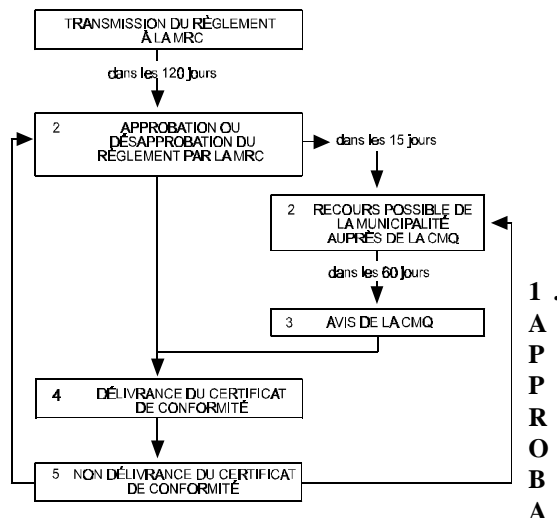 TRANSMISSION DU RÈGLEMENT
À LA MRC
dans les 120 jours
2 APPROBATION OU
DÉSAPPROBATION DU
RÈGLEMENT PAR LA MRC
dans les 15 jours
2 RECOURS POSSIBLE DE
LA MUNICIPALITÉ
AUPRÈS DE LA CMQ
dans les 60 jours
3 AVIS DE LA CMQ
4 DÉLIVRANCE DU CERTIFICAT
DE CONFORMITÉ
5 NON DÉLIVRANCE DU CERTIFICAT
DE CONFORMITÉ
1 .
A
P
P
R
O
B
A